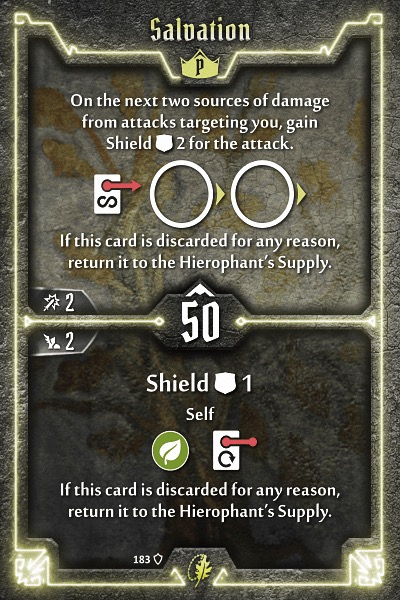 Salvation
P
On the next two sources of damage
from attacks targeting you, gain
Shield 2 for the attack.
If this card is discarded for any reason,
return it to the Hierophant's Supply.
2
50
2
Shield 1
Self
If this card is discarded for any reason,
return it to the Hierophant's Supply.
183